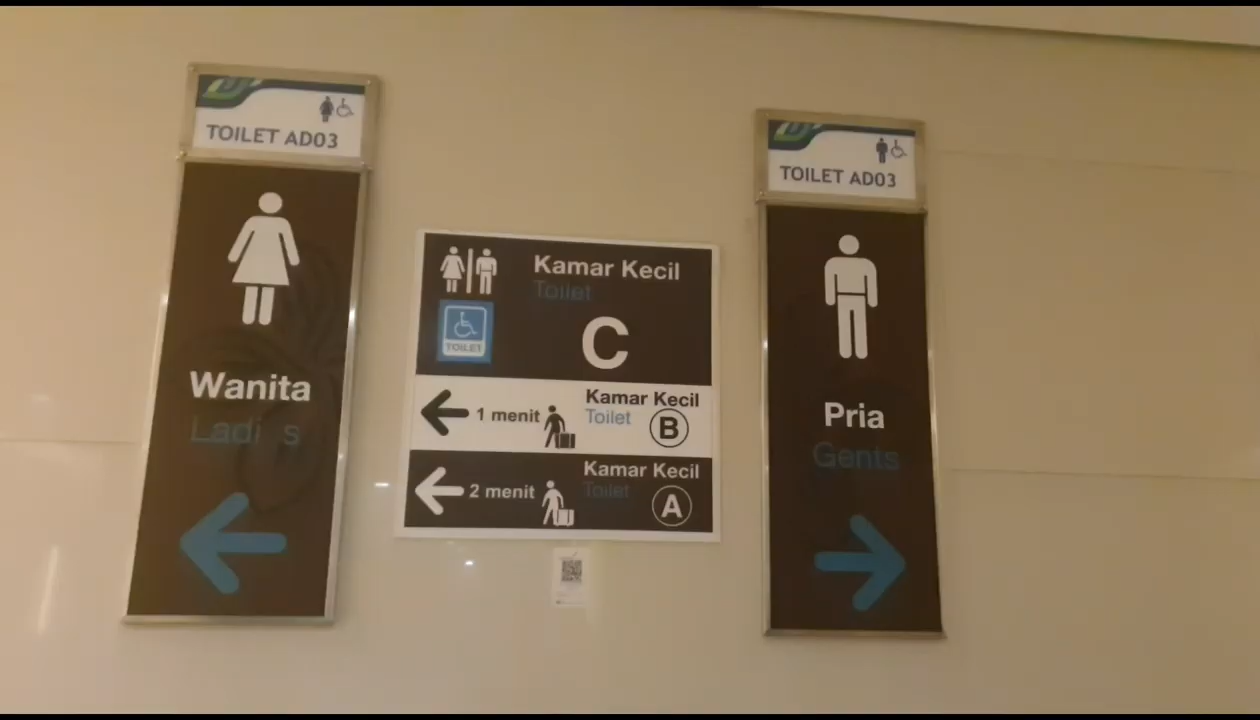 TOILET AD03
Wanita
Ladi s
Kamar Kecil
Toilet
TOILET
C
1 menit
Kamar Kecil
Toilet
B
2 menit
Kamar Kecil
Toilet
A
TOILET AD03
Pria
Gents